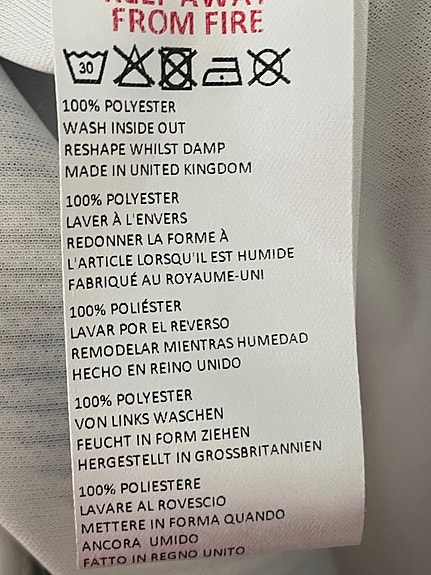 KEEP AWAY
FROM FIRE
30
100% POLYESTER
WASH INSIDE OUT
RESHAPE WHILST DAMP
MADE IN UNITED KINGDOM
100% POLYESTER
LAVER À L'ENVERS
REDONNER LA FORME À
L'ARTICLE LORSQU'IL EST HUMIDE
FABRIQUÉ AU ROYAUME-UNI
100% POLIÉSTER
LAVAR POR EL REVERSO
REMODELAR MIENTRAS HUMEDAD
HECHO EN REINO UNIDO
100% POLYESTER
VON LINKS WASCHEN
FEUCHT IN FORM ZIEHEN
HERGESTELLT IN GROSSBRITANNIEN
100% POLIESTERE
LAVARE AL ROVESCIO
METTERE IN FORMA QUANDO
ANCORA UMIDO
FATTO IN REGNO UNITO